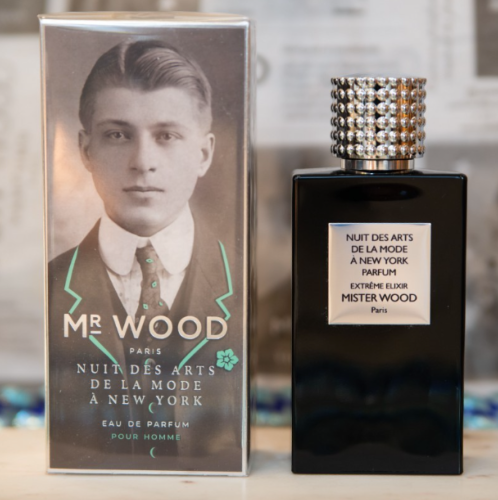 MR WOOD
PARIS
NUIT DES ARTS
DE LA MODE
À NEW YORK
EAU DE PARFUM
POUR HOMME
NUIT DES ARTS
DE LA MODE
À NEW YORK
PARFUM
EXTRÊME ELIXIR
MISTER WOOD
Paris